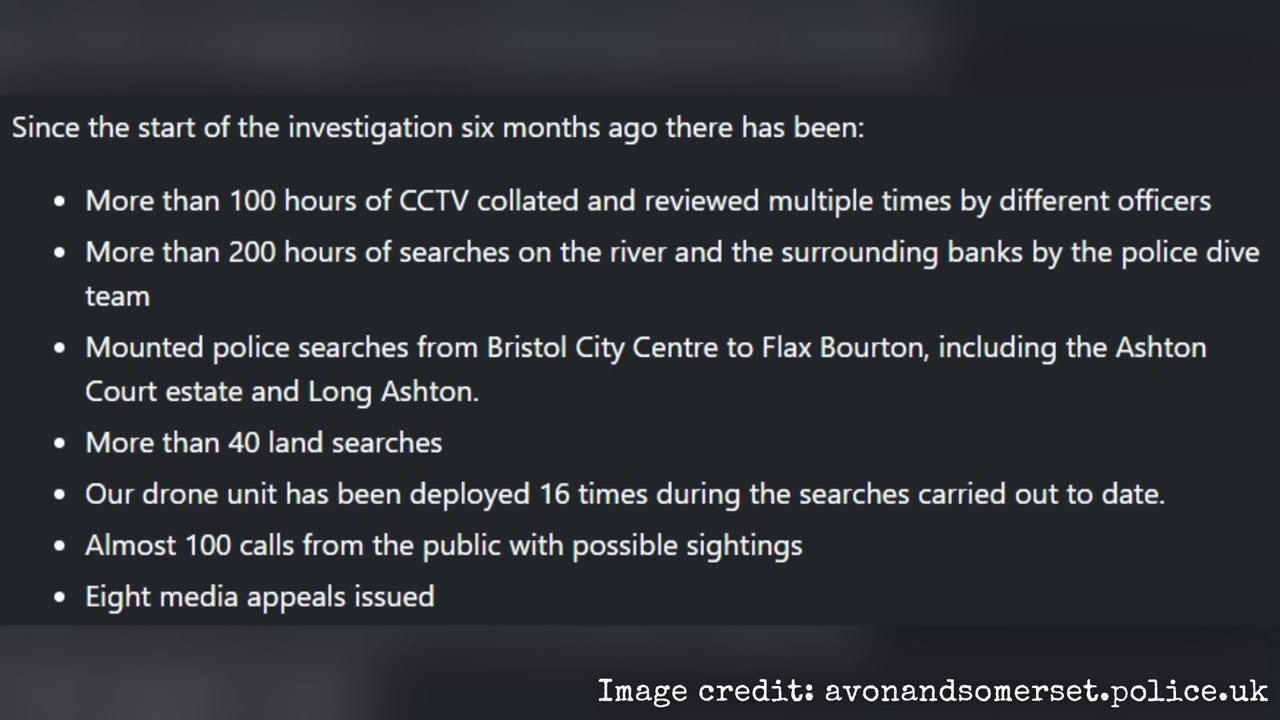 Since the start of the investigation six months ago there has been:
• More than 100 hours of CCTV collated and reviewed multiple times by different officers
• More than 200 hours of searches on the river and the surrounding banks by the police dive
team
• Mounted police searches from Bristol City Centre to Flax Bourton, including the Ashton
Court estate and Long Ashton.
• More than 40 land searches
• Our drone unit has been deployed 16 times during the searches carried out to date.
• Almost 100 calls from the public with possible sightings
• Eight media appeals issued
Image credit: avonandsomerset.police.uk